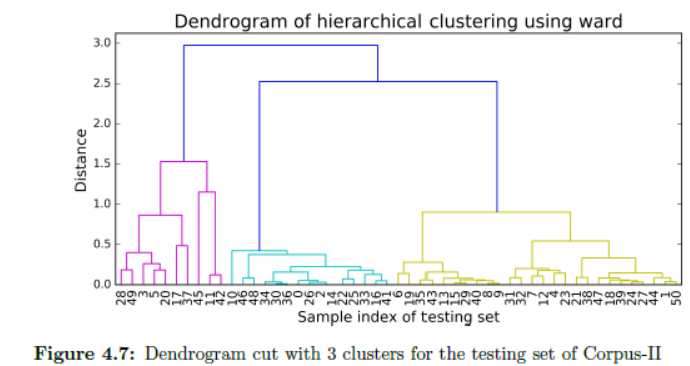 Dendrogram of hierarchical clustering using ward
3.0
2.5
2.0
1.5
1.0
0.5
0.0
Distance
28 49 3 5 20 17 37 45 11 42 10 46 48 34 30 36 0 26 2 14 22 25 33 16 41 6 19 35 43 13 15 29 40 8 9 31 32 7 12 4 23 21 38 47 18 39 24 27 44 1 50
Sample index of testing set
Figure 4.7: Dendrogram cut with 3 clusters for the testing set of Corpus-II